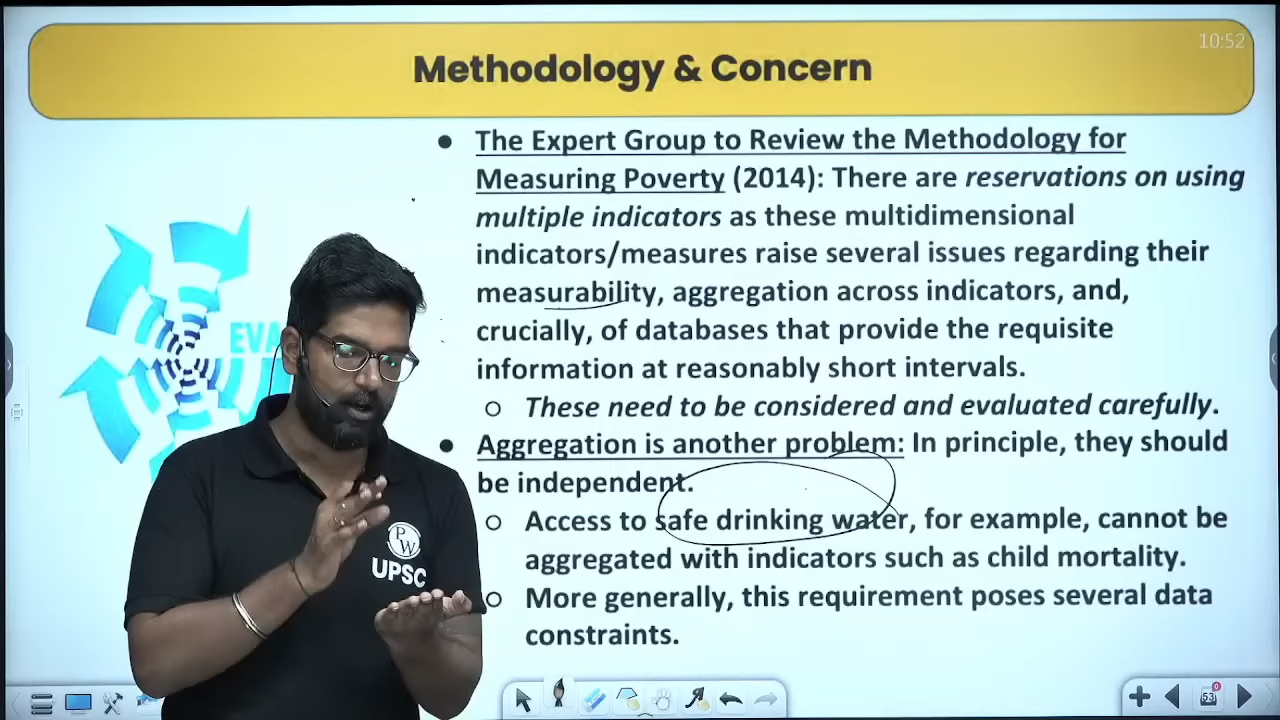 10:52
Methodology & Concern
The Expert Group to Review the Methodology for
Measuring Poverty (2014): There are reservations on using
multiple indicators as these multidimensional
indicators/measures raise several issues regarding their
measurability, aggregation across indicators, and,
crucially, of databases that provide the requisite
information at reasonably short intervals.
These need to be considered and evaluated carefully.
Aggregation is another problem: In principle, they should
be independent.
Access to safe drinking water, for example, cannot be
aggregated with indicators such as child mortality.
More generally, this requirement poses several data
constraints.
EVA
PW
UPSC
53